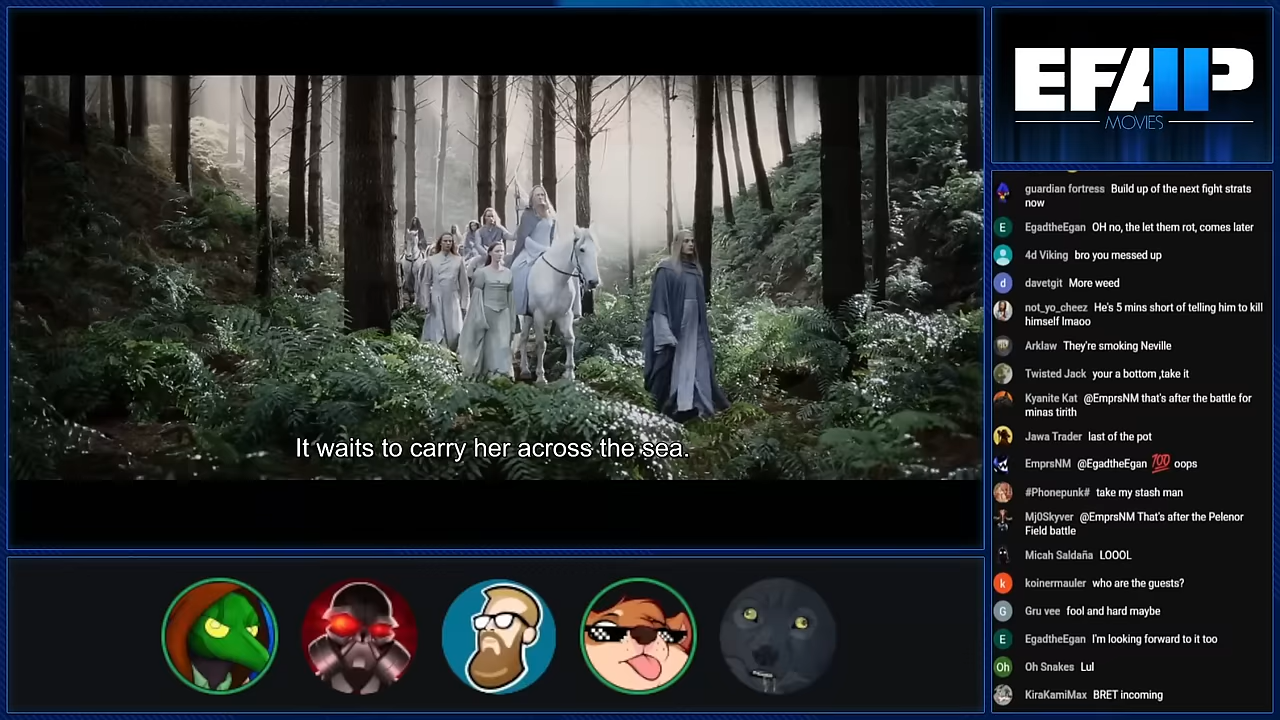 It waits to carry her across the sea.
EFAP
MOVIES
guardian fortress Build up of the next fight strats
now
EgadtheEgan OH no, the let them rot, comes later
4d Viking bro you messed up
davetgit More weed
not_yo_cheez He's 5 mins short of telling him to kill
himself lmaoo
Arklaw They're smoking Neville
Twisted Jack your a bottom ,take it
Kyanite Kat @EmprsNM that's after the battle for
minas tirith
Jawa Trader last of the pot
EmprsNM @EgadtheEgan 💯 oops
#Phonepunk# take my stash man
Mj0Skyver @EmprsNM That's after the Pelenor
Field battle
Micah Saldaña LOOOL
koinermauler who are the guests?
Gru vee fool and hard maybe
EgadtheEgan I'm looking forward to it too
Oh Snakes Lul
KiraKamiMax BRET incoming